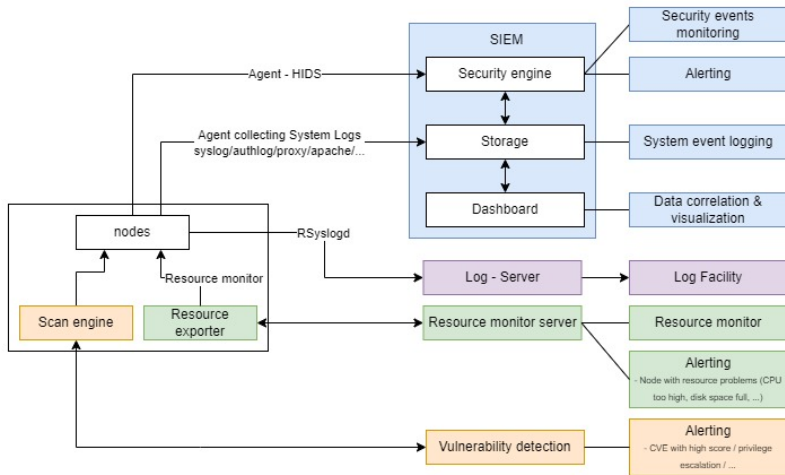 Security events
monitoring
SIEM
Agent - HIDS
Security engine
Alerting
Agent collecting System Logs
syslog/authlog/proxy/apache/...
Storage
System event logging
Dashboard
Data correlation &
visualization
nodes
RSyslogd
Log - Server
Log Facility
Resource monitor
Scan engine
Resource
exporter
Resource monitor server
Resource monitor
Alerting
- Node with resource problems (CPU
too high, disk space full, ...)
Vulnerability detection
Alerting
- CVE with high score / privilege
escalation / ...